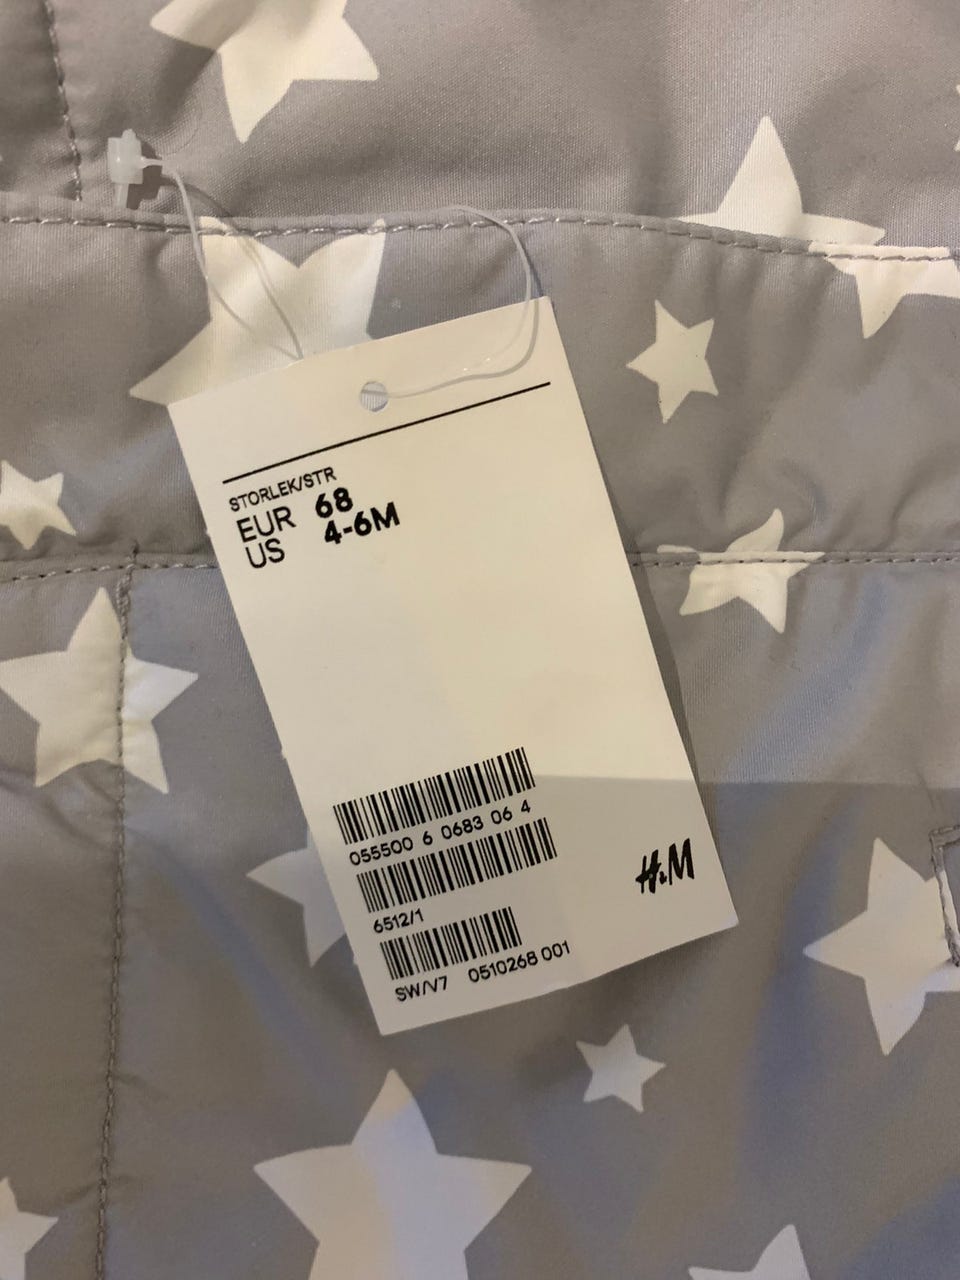 STORLEK/STR
EUR 68
US 4-6M
055500 6 0683 06 4
6512/1
SW/V7 0510268 001
H&M